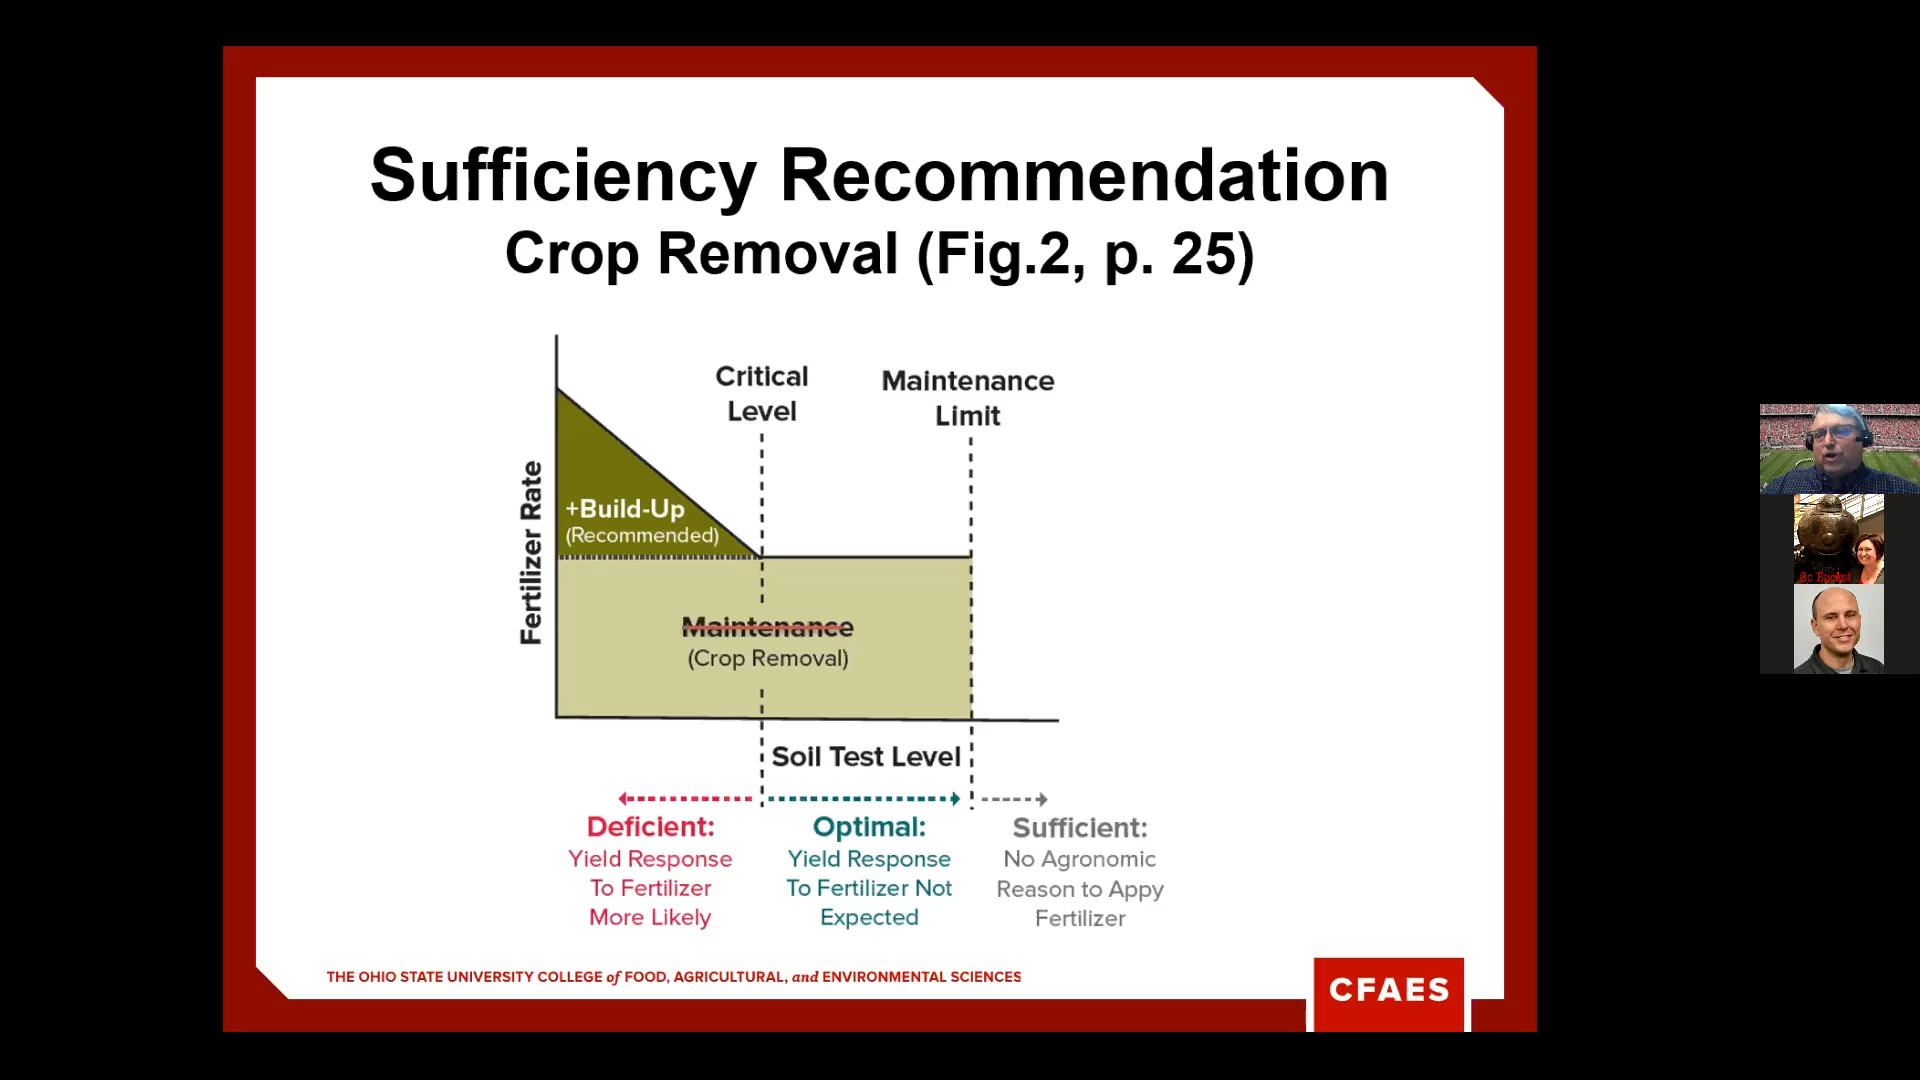 Sufficiency Recommendation
Crop Removal (Fig.2, p. 25)
Critical
Level
Maintenance
Limit
Fertilizer Rate
+Build-Up
(Recommended)
Maintenance
(Crop Removal)
Soil Test Level
Deficient:
Yield Response
To Fertilizer
More Likely
Optimal:
Yield Response
To Fertilizer Not
Expected
Sufficient:
No Agronomic
Reason to Appy
Fertilizer
THE OHIO STATE UNIVERSITY COLLEGE of FOOD, AGRICULTURAL, and ENVIRONMENTAL SCIENCES
CFAES
Go Bucks!